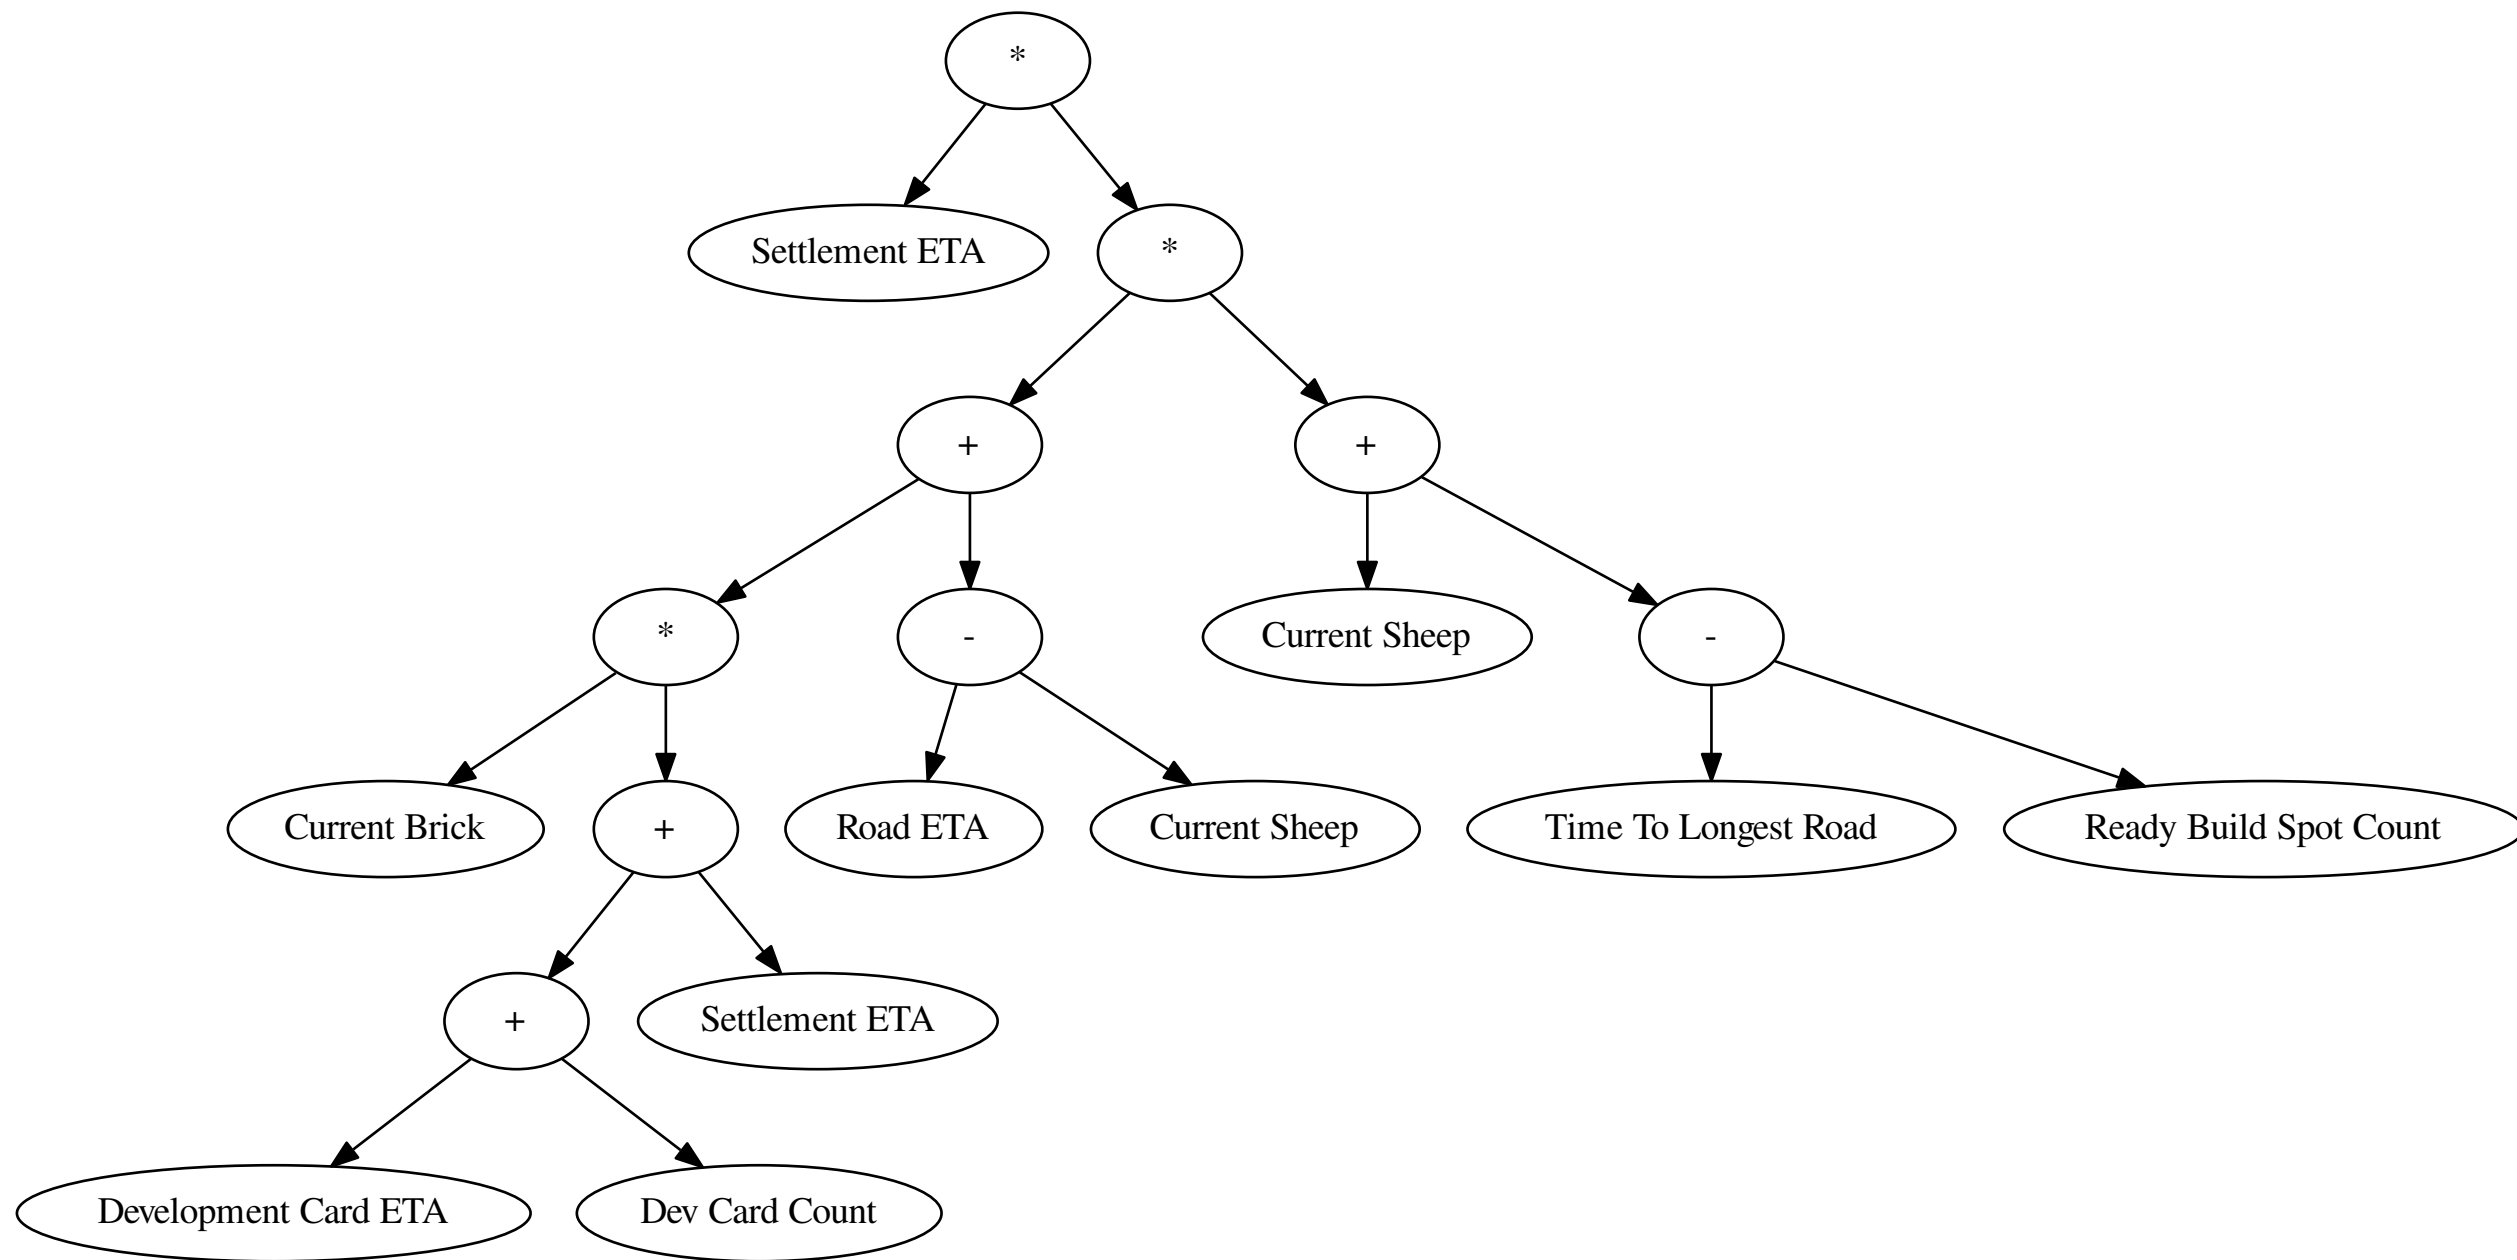 *
Settlement ETA
*
+
+
*
-
Current Sheep
-
Current Brick
+
Road ETA
Current Sheep
Time To Longest Road
Ready Build Spot Count
+
Settlement ETA
Development Card ETA
Dev Card Count